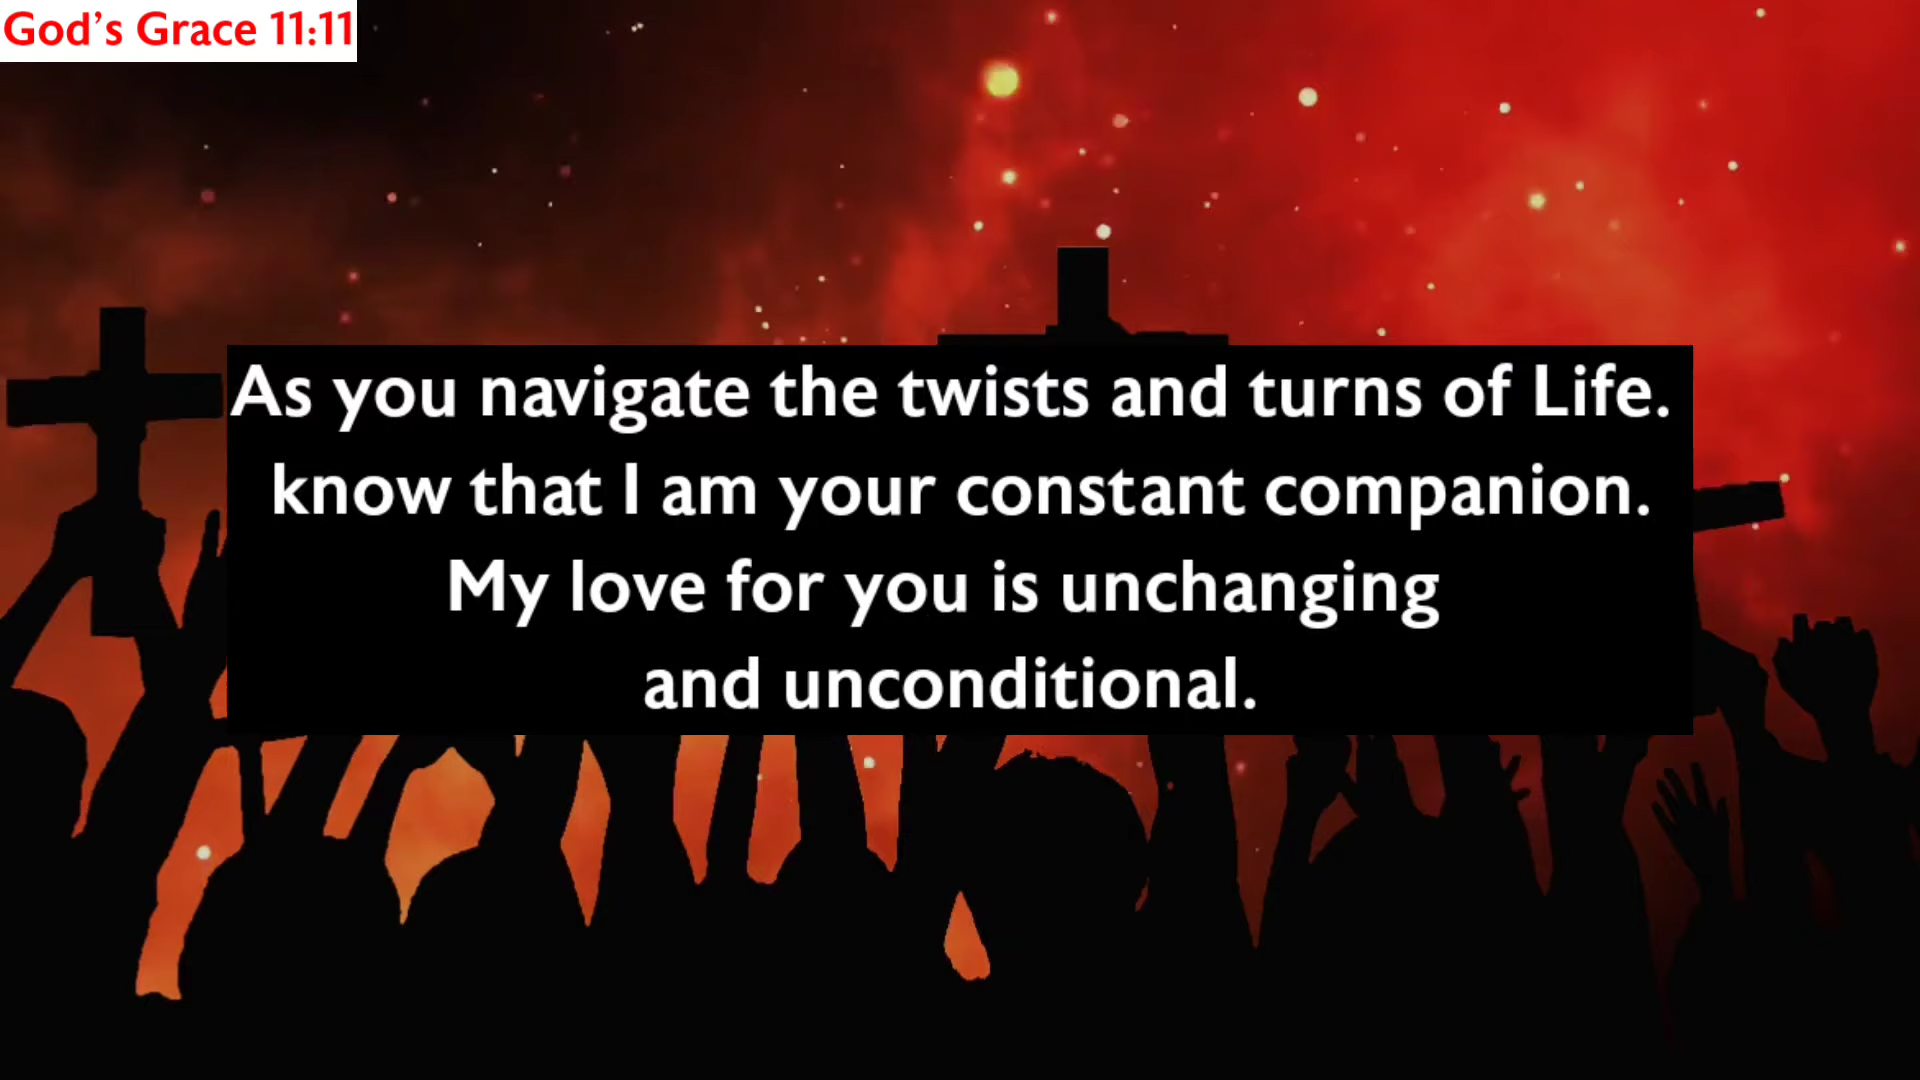 God’s Grace 11:11
As you navigate the twists and turns of Life.
know that I am your constant companion.
My love for you is unchanging
and unconditional.